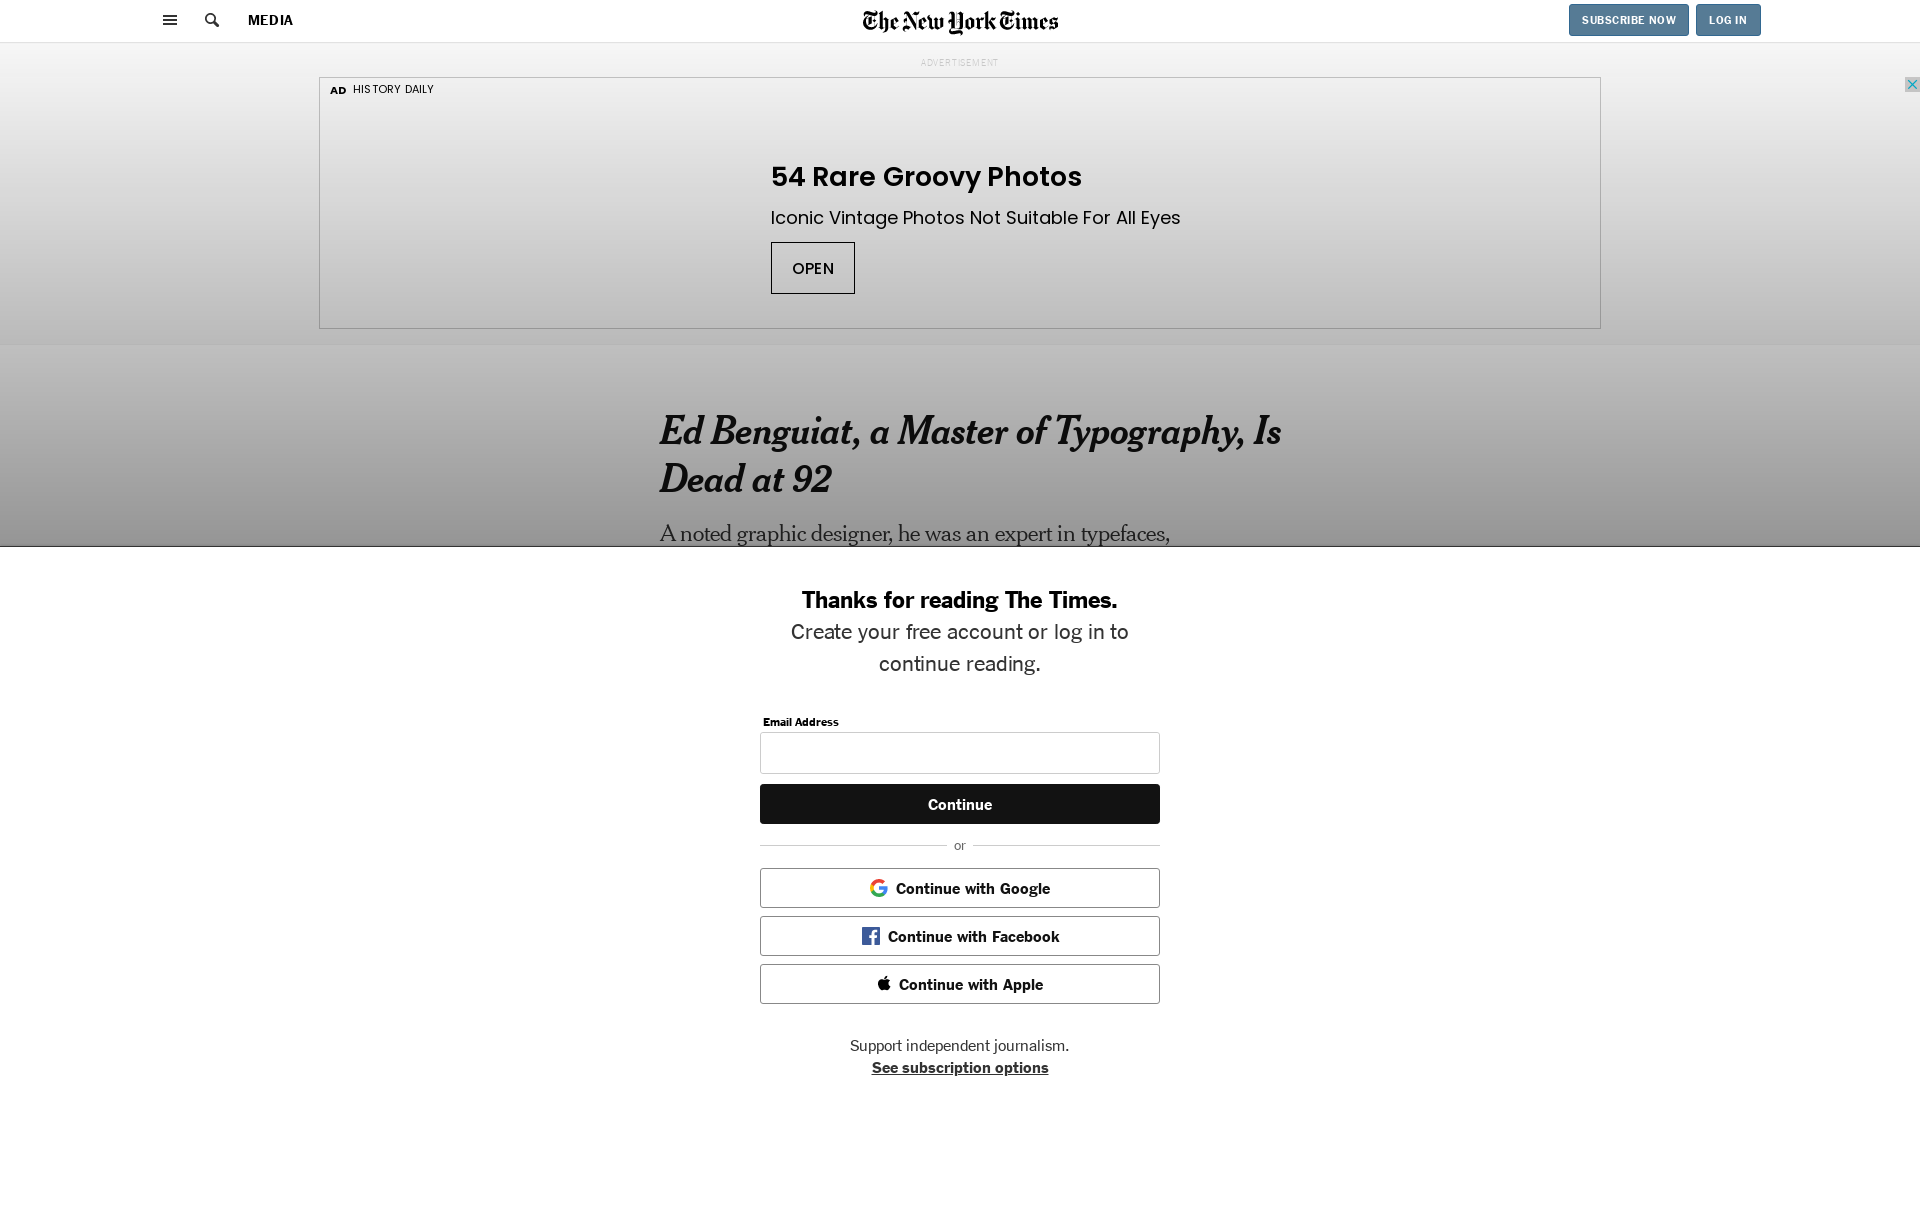 MEDIA
The New York Times
SUBSCRIBE NOW
LOG IN
ADVERTISEMENT
AD HISTORY DAILY
54 Rare Groovy Photos
Iconic Vintage Photos Not Suitable For All Eyes
OPEN
Ed Benguiat, a Master of Typography, Is
Dead at 92
A noted graphic designer, he was an expert in typefaces,
Thanks for reading The Times.
Create your free account or log in to
continue reading.
Email Address
Continue
or
Continue with Google
Continue with Facebook
Continue with Apple
Support independent journalism.
See subscription options